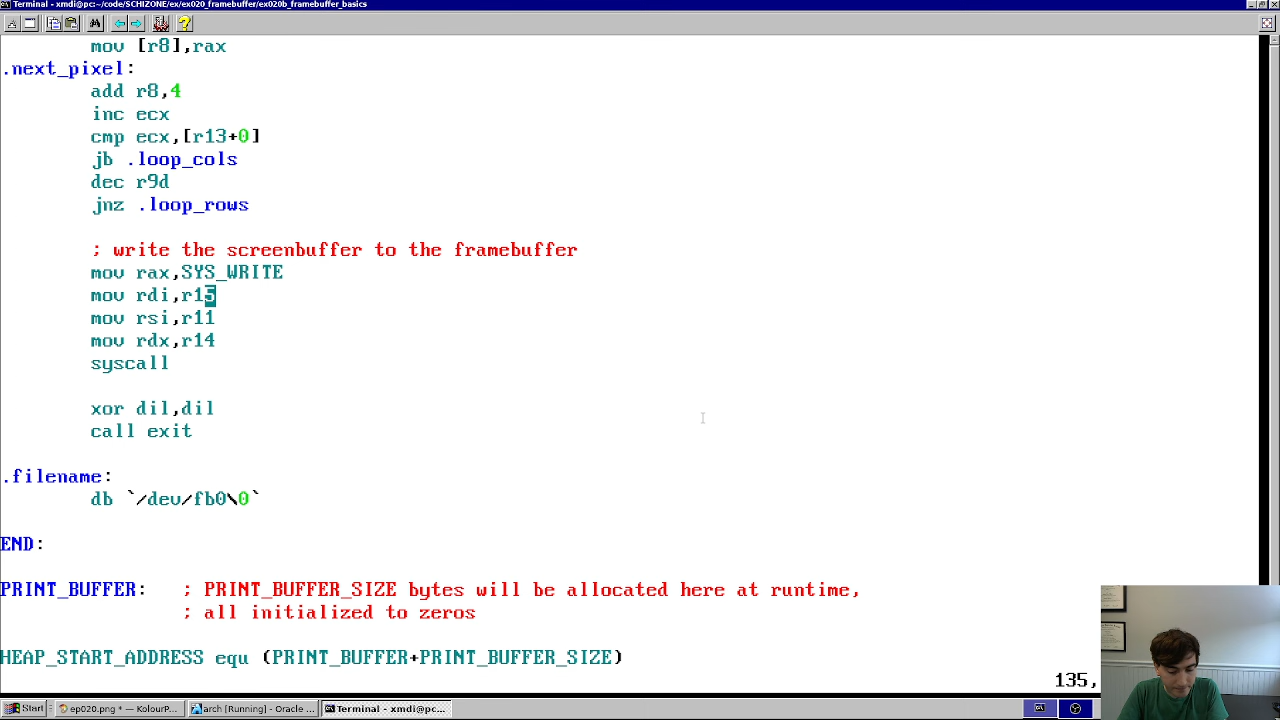 Terminal - xmdi@pc:~/code/SCHIZONE/ex/ex020_framebuffer/ex020b_framebuffer_basics
mov [r8],rax
.next_pixel:
add r8,4
inc ecx
cmp ecx,[r13+0]
jb .loop_cols
dec r9d
jnz .loop_rows
; write the screenbuffer to the framebuffer
mov rax,SYS_WRITE
mov rdi,r15
mov rsi,r11
mov rdx,r14
syscall
xor dil,dil
call exit
.filename:
db `/dev/fb0\0`
END:
PRINT_BUFFER: ; PRINT_BUFFER_SIZE bytes will be allocated here at runtime,
; all initialized to zeros
HEAP_START_ADDRESS equ (PRINT_BUFFER+PRINT_BUFFER_SIZE)
135,
Start ep020.png * — KolourP... arch [Running] - Oracle ... Terminal - xmdi@pc...